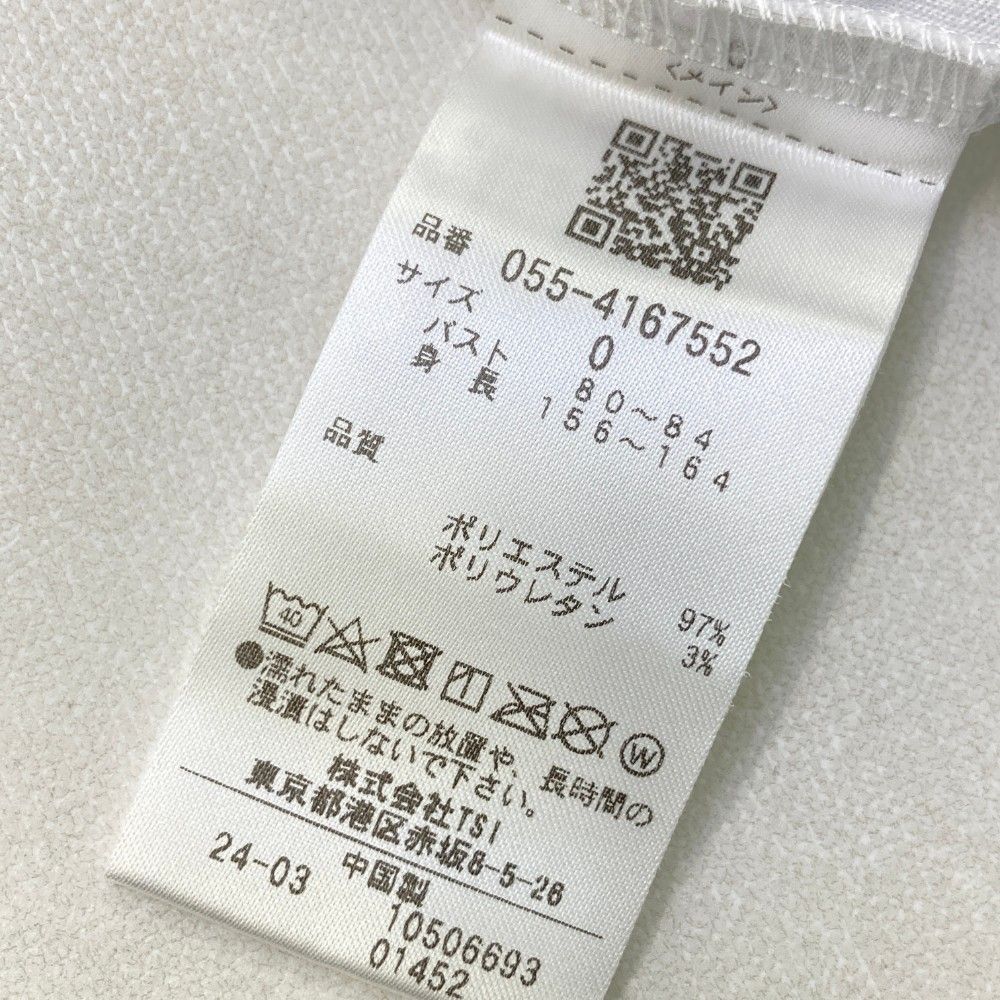 <メイン>
品番 055-4167552
サイズ 0
バスト 80～84
身長 156～164
品質
ポリエステル 97%
ポリウレタン 3%
40
W
●濡れたままの放置や、長時間の
浸漬はしないで下さい。
株式会社TSI
東京都港区赤坂8-5-26
24-03 中国製
10506693
01452